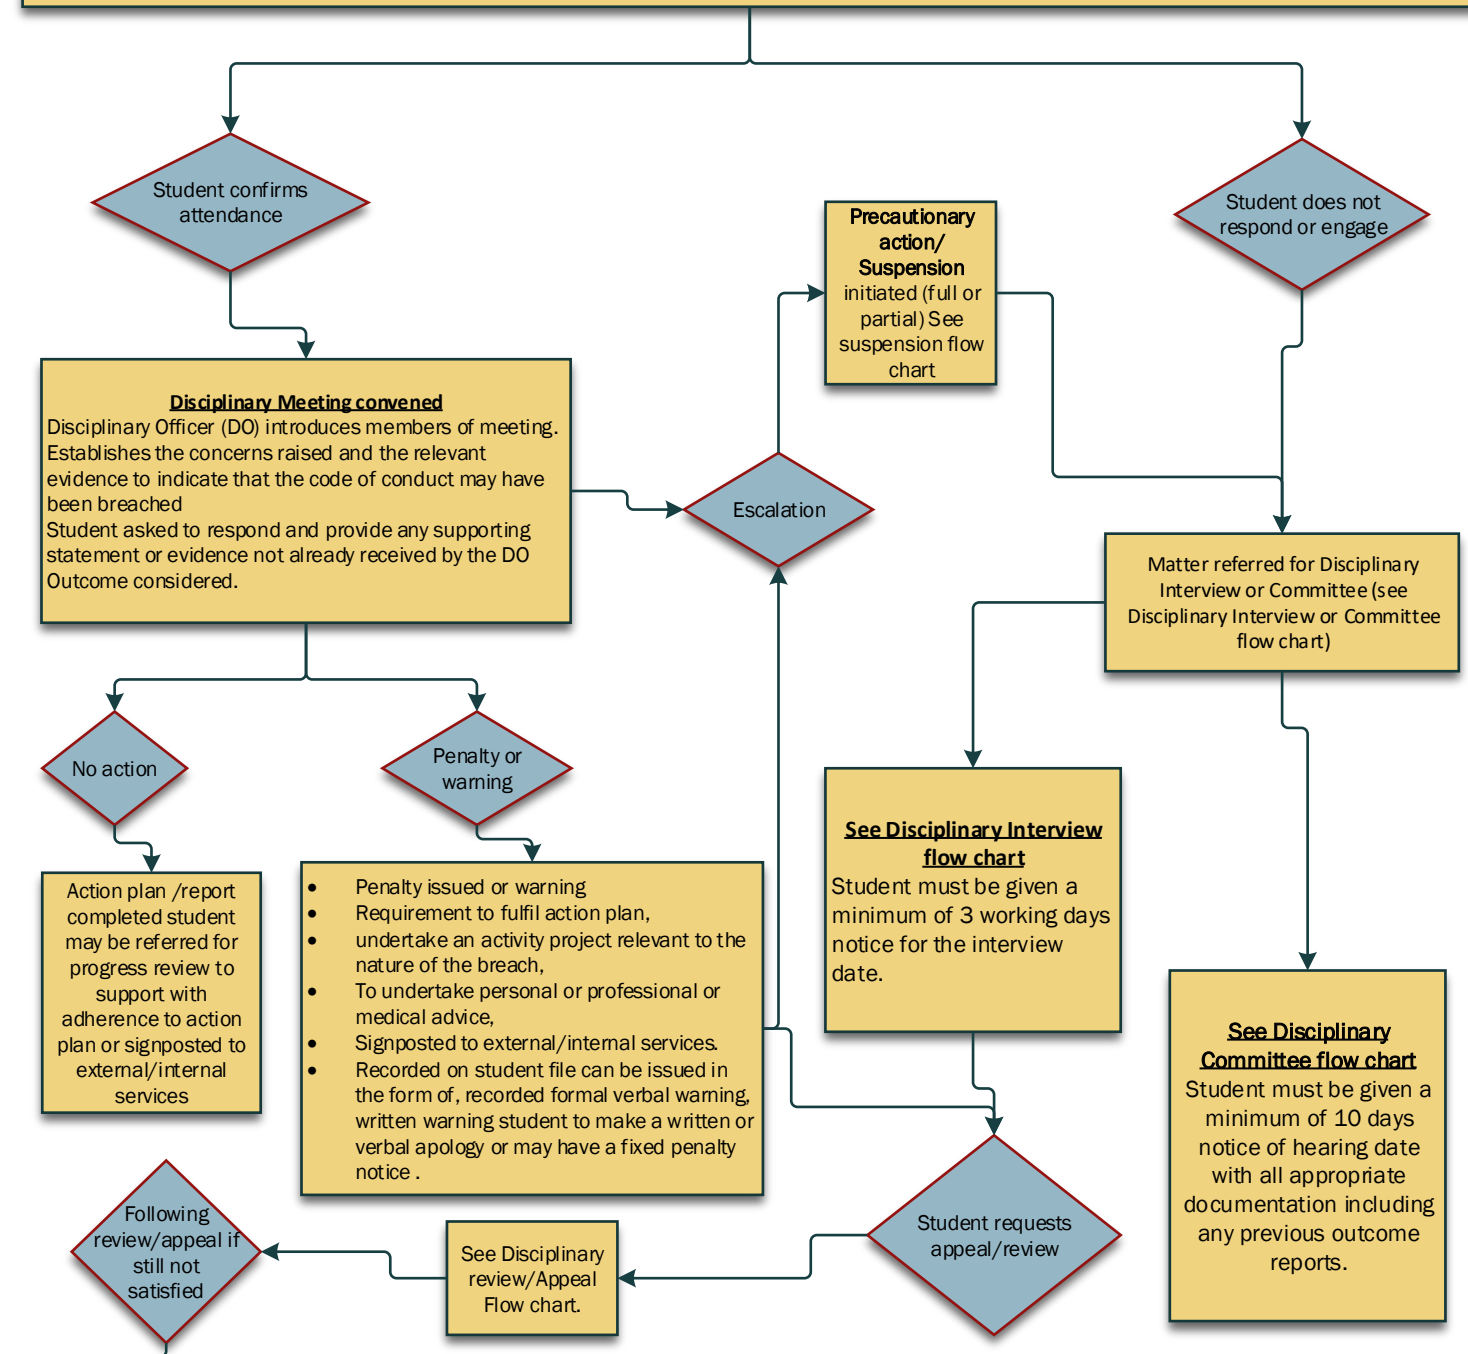 Student confirms
attendance
Student does not
respond or engage
Precautionary
action/
Suspension
initiated (full or
partial) See
suspension flow
chart
Disciplinary Meeting convened
Disciplinary Officer (DO) introduces members of meeting.
Establishes the concerns raised and the relevant
evidence to indicate that the code of conduct may have
been breached
Student asked to respond and provide any supporting
statement or evidence not already received by the DO
Outcome considered.
Escalation
Matter referred for Disciplinary
Interview or Committee (see
Disciplinary Interview or Committee
flow chart)
No action
Penalty or
warning
Action plan /report
completed student
may be referred for
progress review to
support with
adherence to action
plan or signposted to
external/internal
services
• Penalty issued or warning
• Requirement to fulfil action plan,
• undertake an activity project relevant to the
nature of the breach,
• To undertake personal or professional or
medical advice,
• Signposted to external/internal services.
• Recorded on student file can be issued in
the form of, recorded formal verbal warning,
written warning student to make a written or
verbal apology or may have a fixed penalty
notice .
See Disciplinary Interview
flow chart
Student must be given a
minimum of 3 working days
notice for the interview
date.
See Disciplinary
Committee flow chart
Student must be given a
minimum of 10 days
notice of hearing date
with all appropriate
documentation including
any previous outcome
reports.
Student requests
appeal/review
See Disciplinary
review/Appeal
Flow chart.
Following
review/appeal if
still not
satisfied